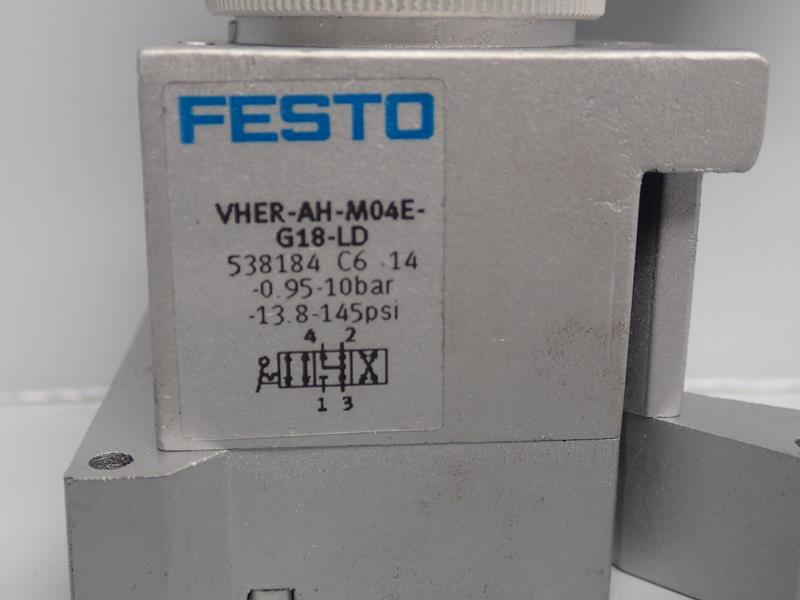 FESTO
VHER-AH-M04E-
G18-LD
538184 C6 14
-0.95-10bar
-13.8-145psi
4 2
1 3